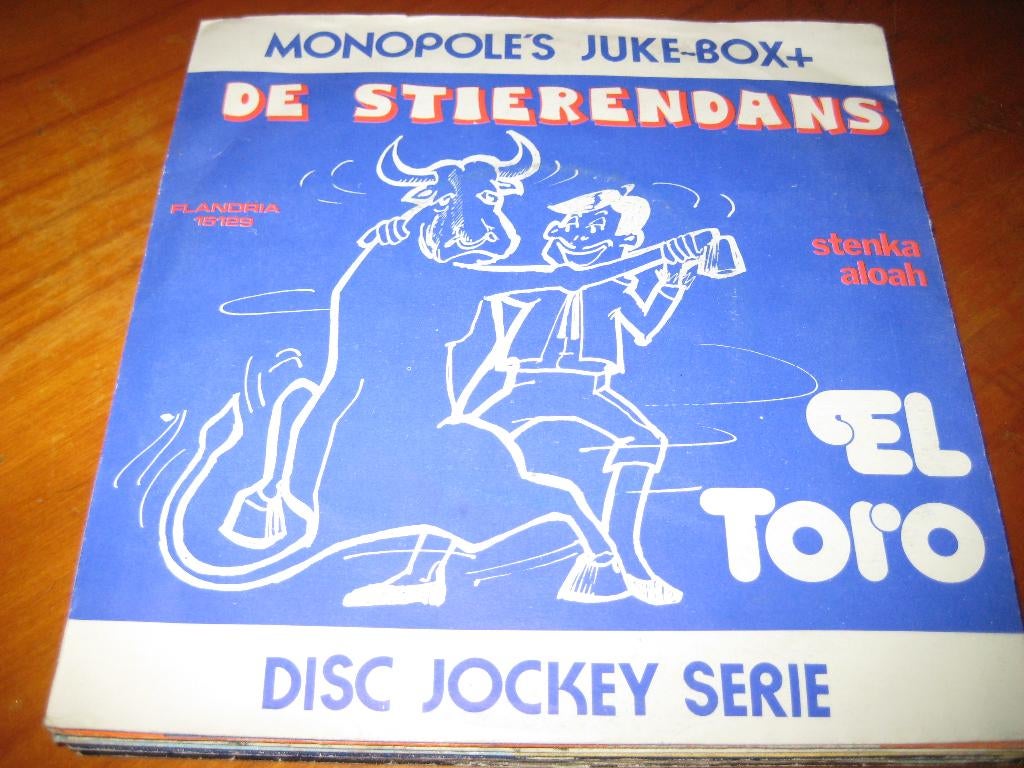 MONOPOLE'S JUKE-BOX+
DE STIERENDANS
FLANDRIA
15129
stenka
aloah
EL
TORO
DISC JOCKEY SERIE